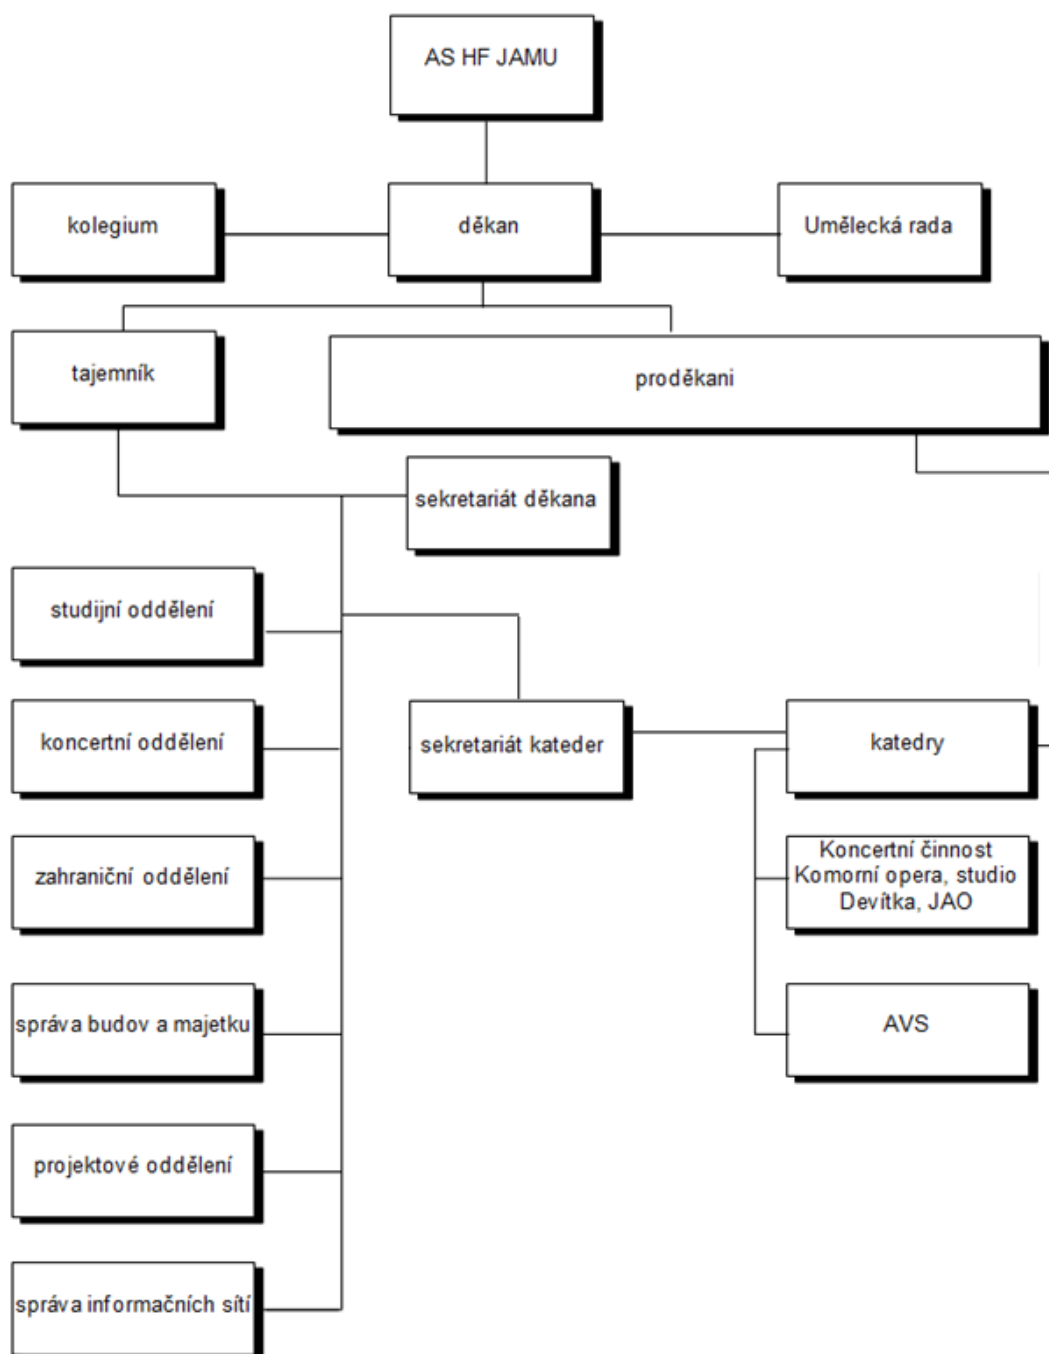 AS HF JAMU
kolegium
děkan
Umělecká rada
tajemník
proděkani
sekretariát děkana
studijní oddělení
koncertní oddělení
sekretariát kateder
katedry
zahraniční oddělení
Koncertní činnost
Komorní opera, studio
Devítka, JAO
správa budov a majetku
AVS
projektové oddělení
správa informačních sítí